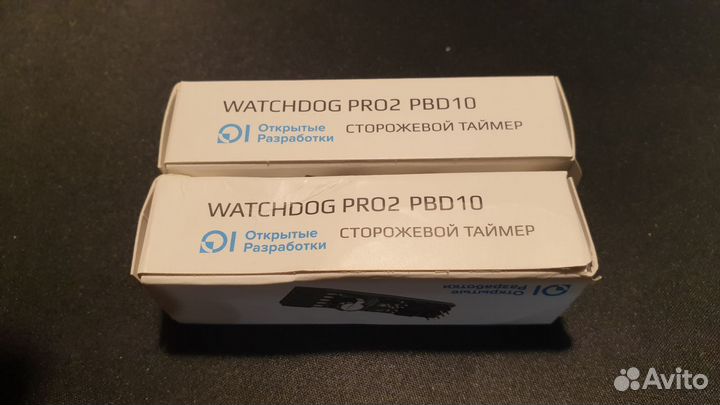 WATCHDOG PRO2 PBD10
Открытые
Разработки
СТОРОЖЕВОЙ ТАЙМЕР
WATCHDOG PRO2 PBD10
Открытые
Разработки
СТОРОЖЕВОЙ ТАЙМЕР
Открытые
Разработки
Avito